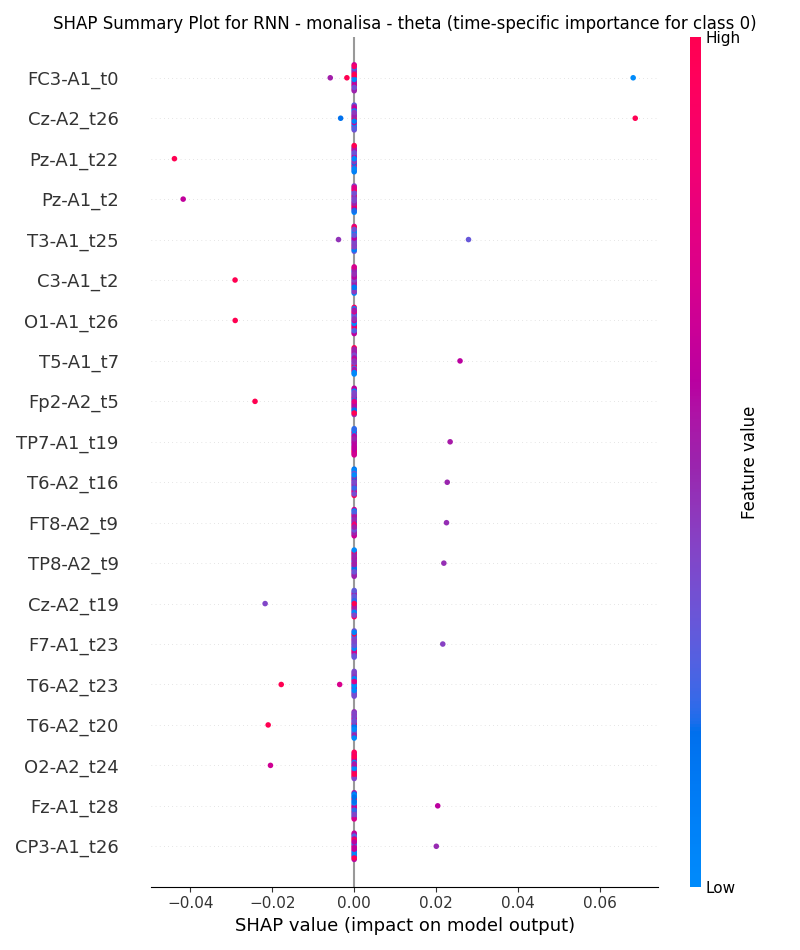 SHAP Summary Plot for RNN - monalisa - theta (time-specific importance for class 0)
High
FC3-A1_t0
Cz-A2_t26
Pz-A1_t22
Pz-A1_t2
T3-A1_t25
C3-A1_t2
O1-A1_t26
T5-A1_t7
Fp2-A2_t5
TP7-A1_t19
T6-A2_t16
FT8-A2_t9
TP8-A2_t9
Cz-A2_t19
F7-A1_t23
T6-A2_t23
T6-A2_t20
O2-A2_t24
Fz-A1_t28
CP3-A1_t26
Feature value
Low
−0.04 −0.02 0.00 0.02 0.04 0.06
SHAP value (impact on model output)